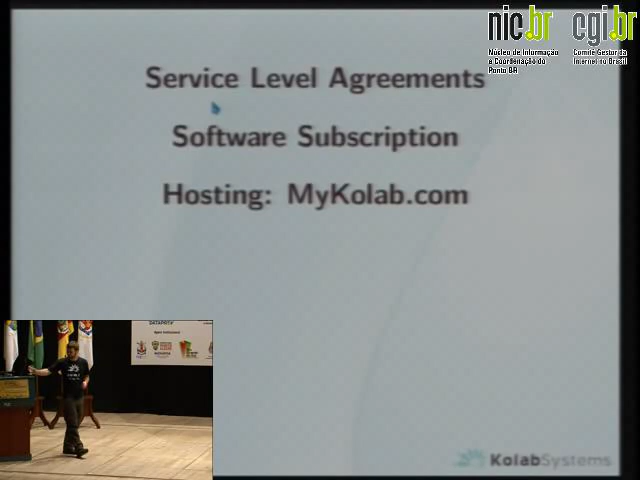 nic.br cgi.br
Núcleo de Informação
e Coordenação do
Ponto BR
Comitê Gestor da
Internet no Brasil
Service Level Agreements
Software Subscription
Hosting: MyKolab.com
DATAPREV
KolabSystems